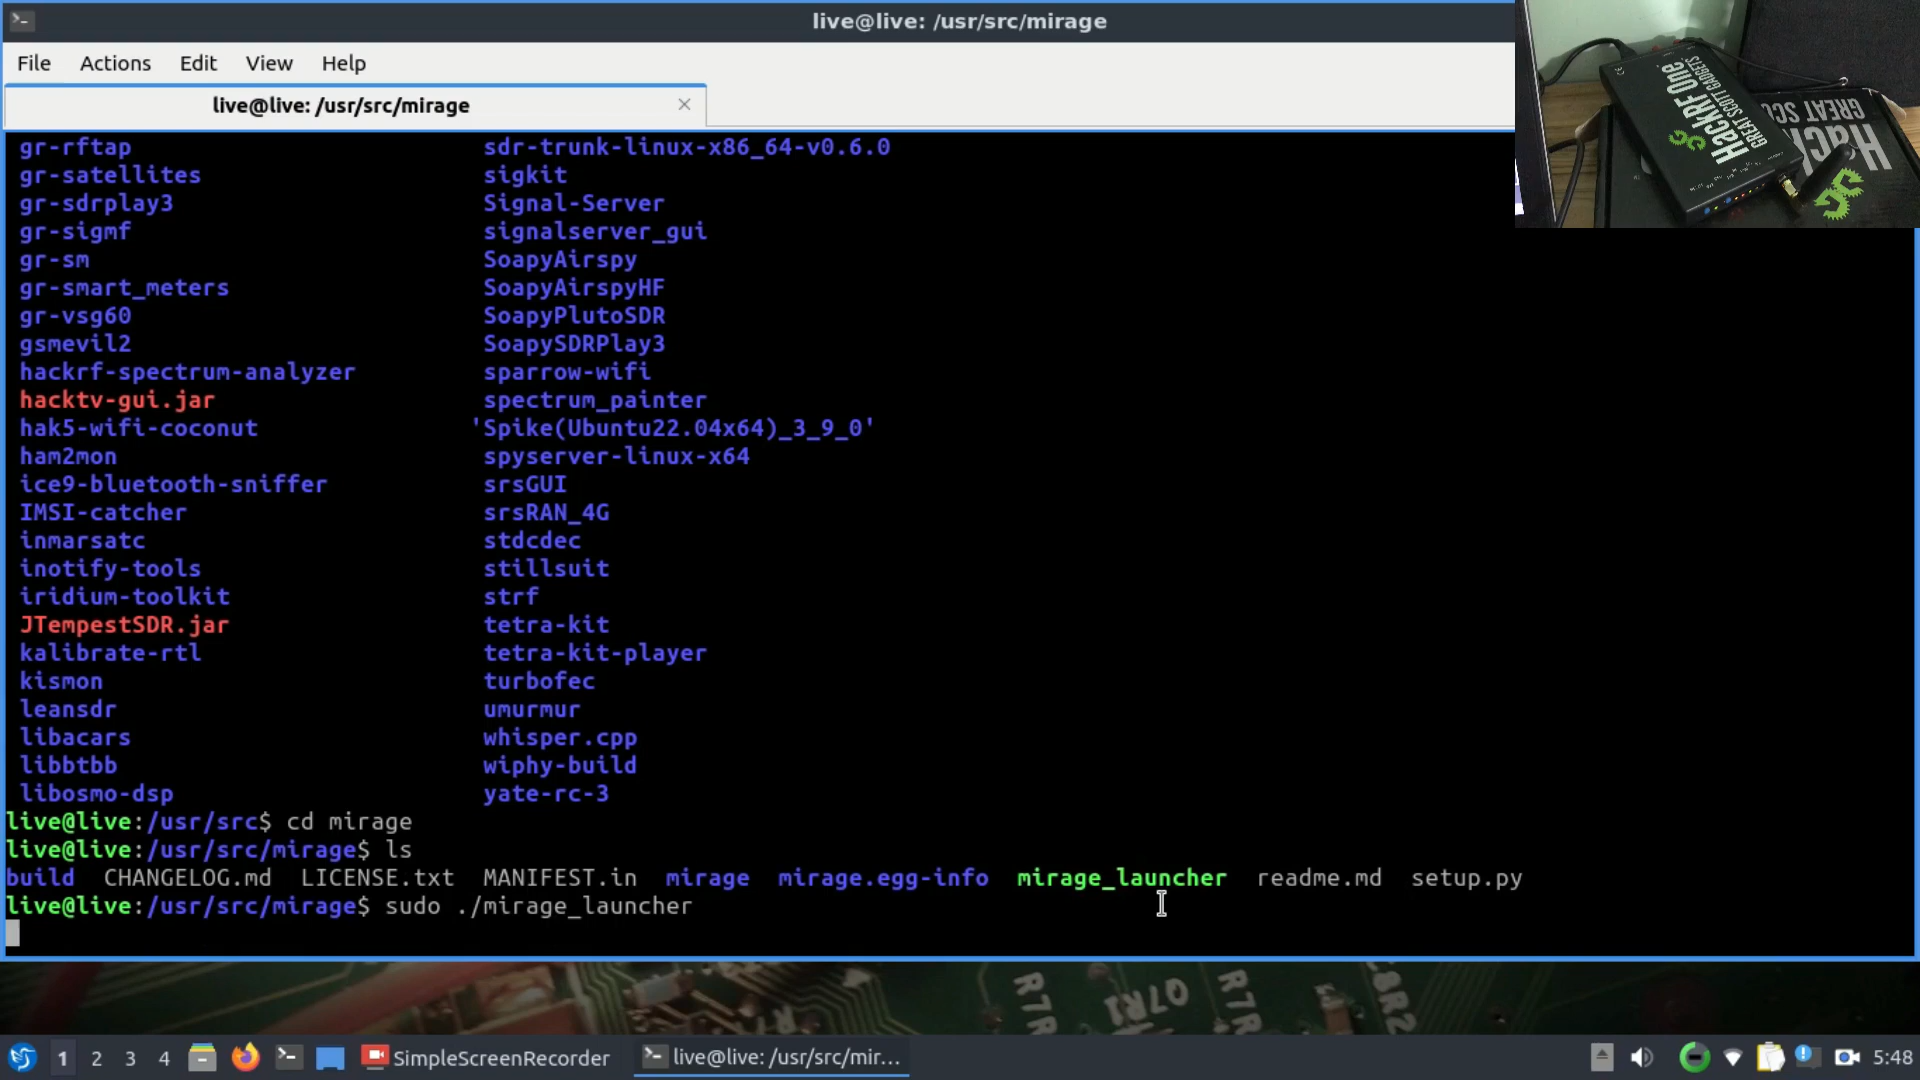 live@live: /usr/src/mirage
File Actions Edit View Help
live@live: /usr/src/mirage
gr-rftap sdr-trunk-linux-x86_64-v0.6.0
gr-satellites sigkit
gr-sdrplay3 Signal-Server
gr-sigmf signalserver_gui
gr-sm SoapyAirspy
gr-smart_meters SoapyAirspyHF
gr-vsg60 SoapyPlutoSDR
gsmevil2 SoapySDRPlay3
hackrf-spectrum-analyzer sparrow-wifi
hacktv-gui.jar spectrum_painter
hak5-wifi-coconut 'Spike(Ubuntu22.04x64)_3_9_0'
ham2mon spyserver-linux-x64
ice9-bluetooth-sniffer srsGUI
IMSI-catcher srsRAN_4G
inmarsatc stdcdec
inotify-tools stillsuit
iridium-toolkit strf
JTempestSDR.jar tetra-kit
kalibrate-rtl tetra-kit-player
kismon turbofec
leansdr umurmur
libacars whisper.cpp
libbtbb wiphy-build
libosmo-dsp yate-rc-3
live@live:/usr/src$ cd mirage
live@live:/usr/src/mirage$ ls
build CHANGELOG.md LICENSE.txt MANIFEST.in mirage mirage.egg-info mirage_launcher readme.md setup.py
live@live:/usr/src/mirage$ sudo ./mirage_launcher
HackRF One
GREAT SCOTT GADGETS
GREAT SC
Hack
R7R
Q7R1
R7R
1 2 3 4 SimpleScreenRecorder live@live: /usr/src/mir... 5:48